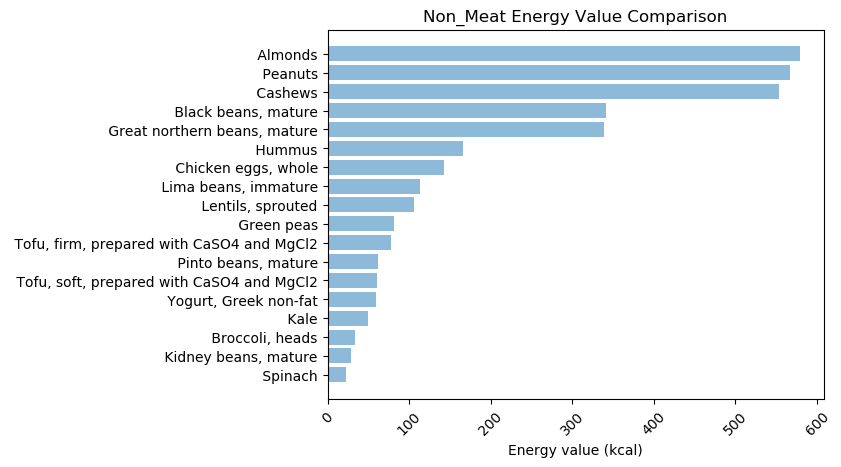 Non_Meat Energy Value Comparison
Almonds
Peanuts
Cashews
Black beans, mature
Great northern beans, mature
Hummus
Chicken eggs, whole
Lima beans, immature
Lentils, sprouted
Green peas
Tofu, firm, prepared with CaSO4 and MgCl2
Pinto beans, mature
Tofu, soft, prepared with CaSO4 and MgCl2
Yogurt, Greek non-fat
Kale
Broccoli, heads
Kidney beans, mature
Spinach
0 100 200 300 400 500 600
Energy value (kcal)